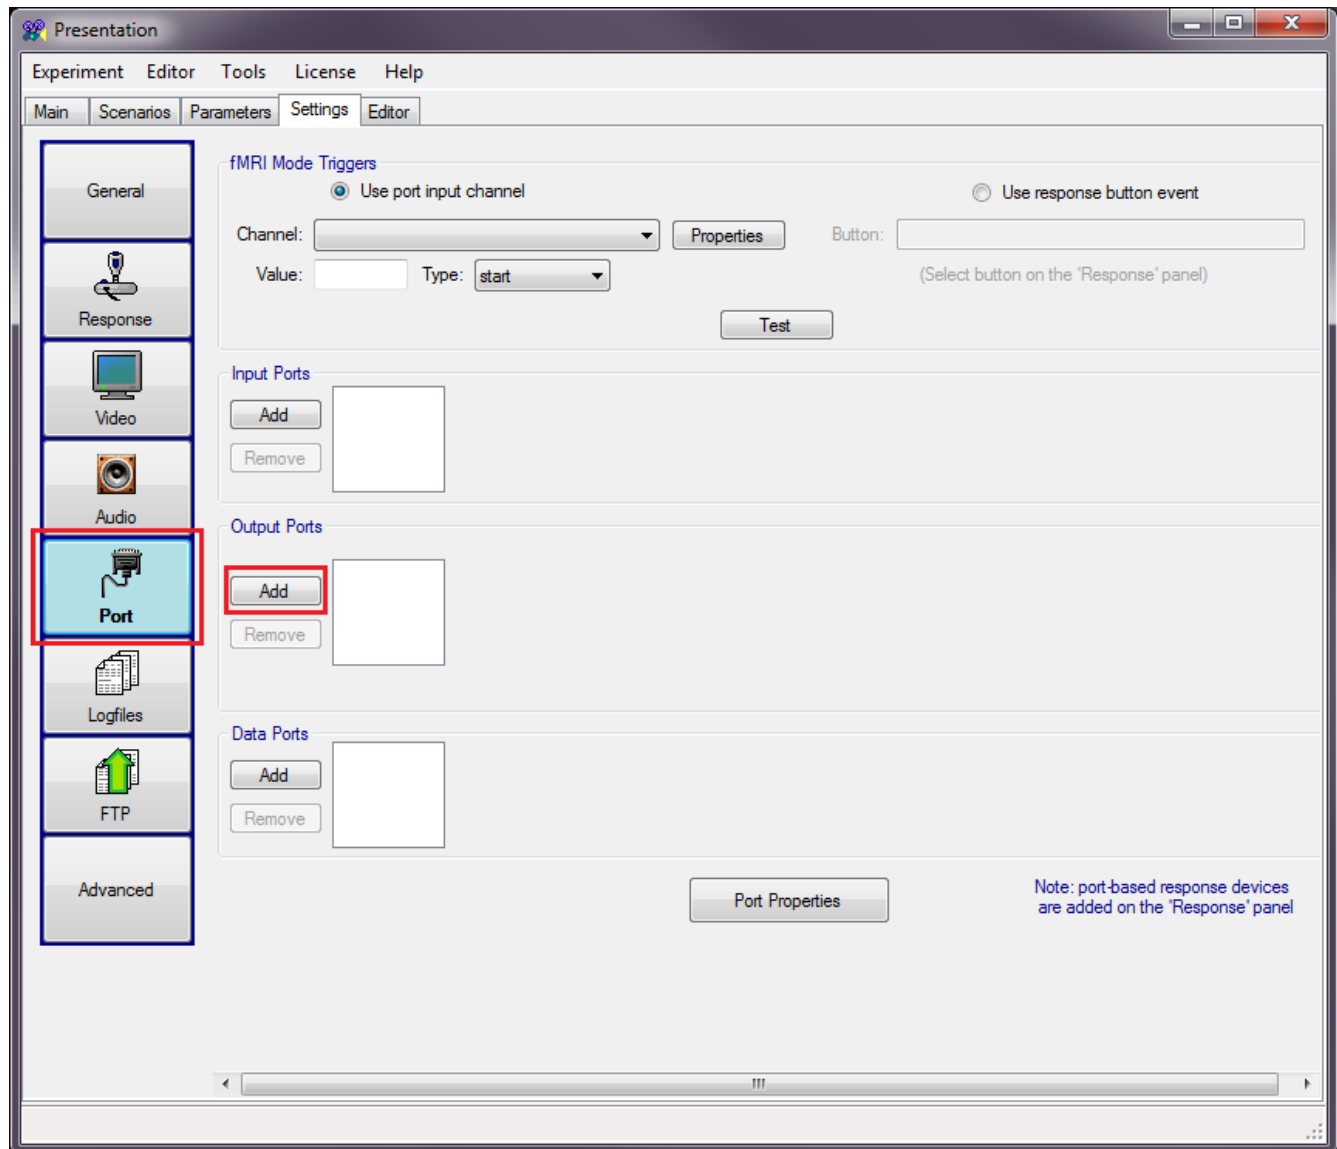 Presentation
Experiment Editor Tools License Help
Main Scenarios Parameters Settings Editor
General
Response
Video
Audio
Port
Logfiles
FTP
Advanced
fMRI Mode Triggers
Use port input channel
Use response button event
Channel:
Properties
Button:
Value:
Type: start
(Select button on the 'Response' panel)
Test
Input Ports
Add
Remove
Output Ports
Add
Remove
Data Ports
Add
Remove
Port Properties
Note: port-based response devices
are added on the 'Response' panel